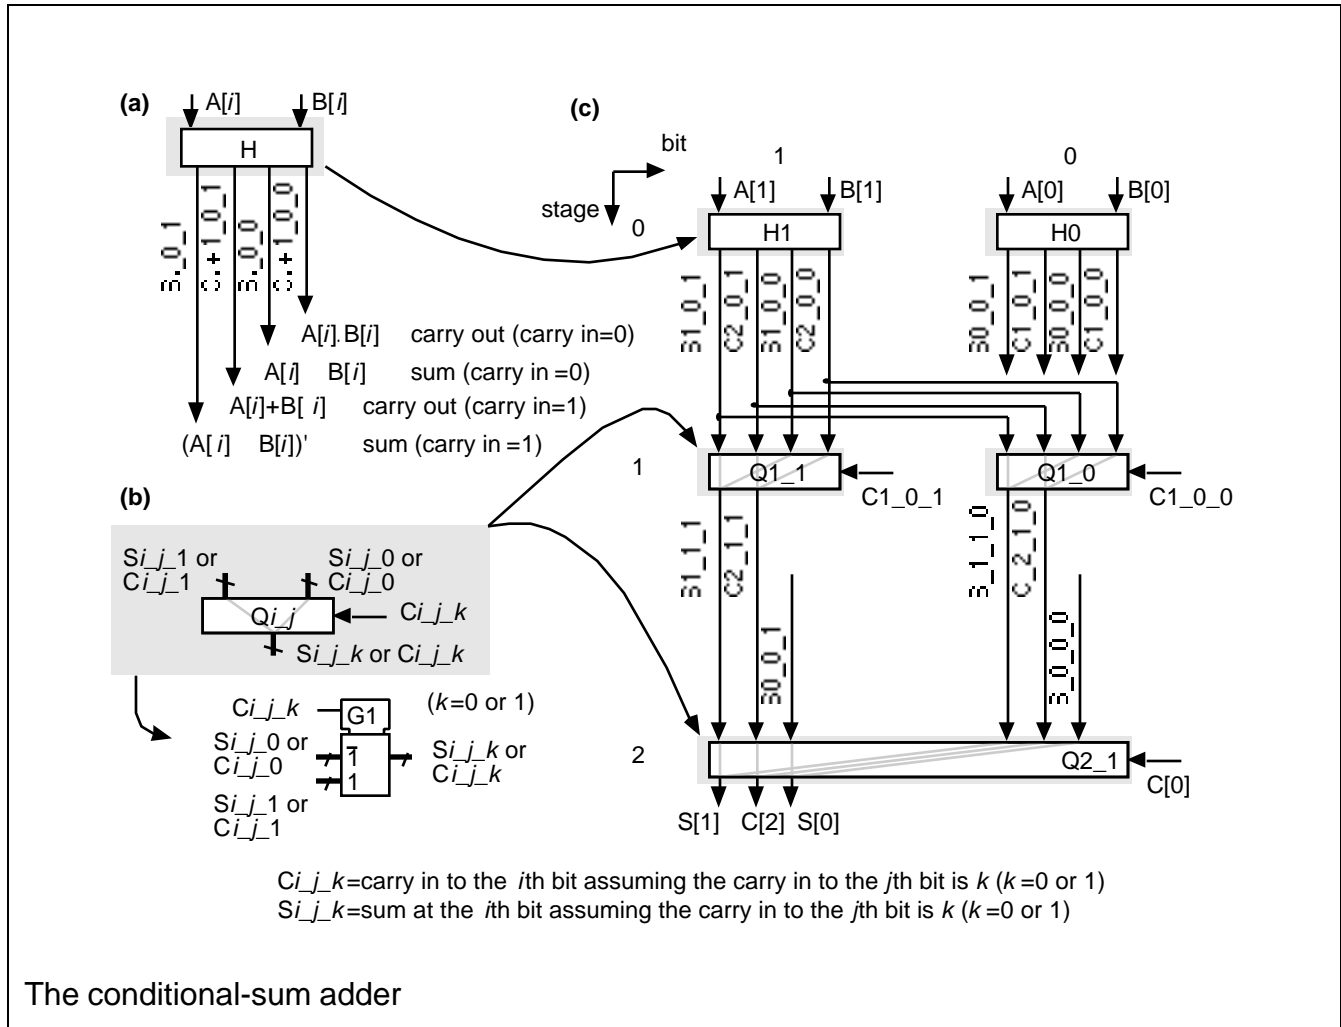 (a)
A[i] B[i]
H
A[i].B[i] carry out (carry in=0)
A[i] B[i] sum (carry in =0)
A[i]+B[ i] carry out (carry in=1)
(A[ i] B[i])' sum (carry in =1)
(b)
Si_j_1 or
Ci_j_1
Si_j_0 or
Ci_j_0
Qi_j
Ci_j_k
Si_j_k or Ci_j_k
Ci_j_k
G1
(k=0 or 1)
Si_j_0 or
Ci_j_0
1
1
Si_j_k or
Ci_j_k
Si_j_1 or
Ci_j_1
(c)
bit
stage
1 0
A[1] B[1] A[0] B[0]
0
H1 H0
S1_0_1
C2_0_1
S1_0_0
C2_0_0
S0_0_1
C1_0_1
S0_0_0
C1_0_0
1
Q1_1
C1_0_1
Q1_0
C1_0_0
S1_1_1
C2_1_1
S0_0_1
S_1_1_0
C_2_1_0
S_0_0_0
2
Q2_1
C[0]
S[1] C[2] S[0]
Ci_j_k=carry in to the ith bit assuming the carry in to the jth bit is k (k=0 or 1)
Si_j_k=sum at the ith bit assuming the carry in to the jth bit is k (k=0 or 1)
The conditional-sum adder